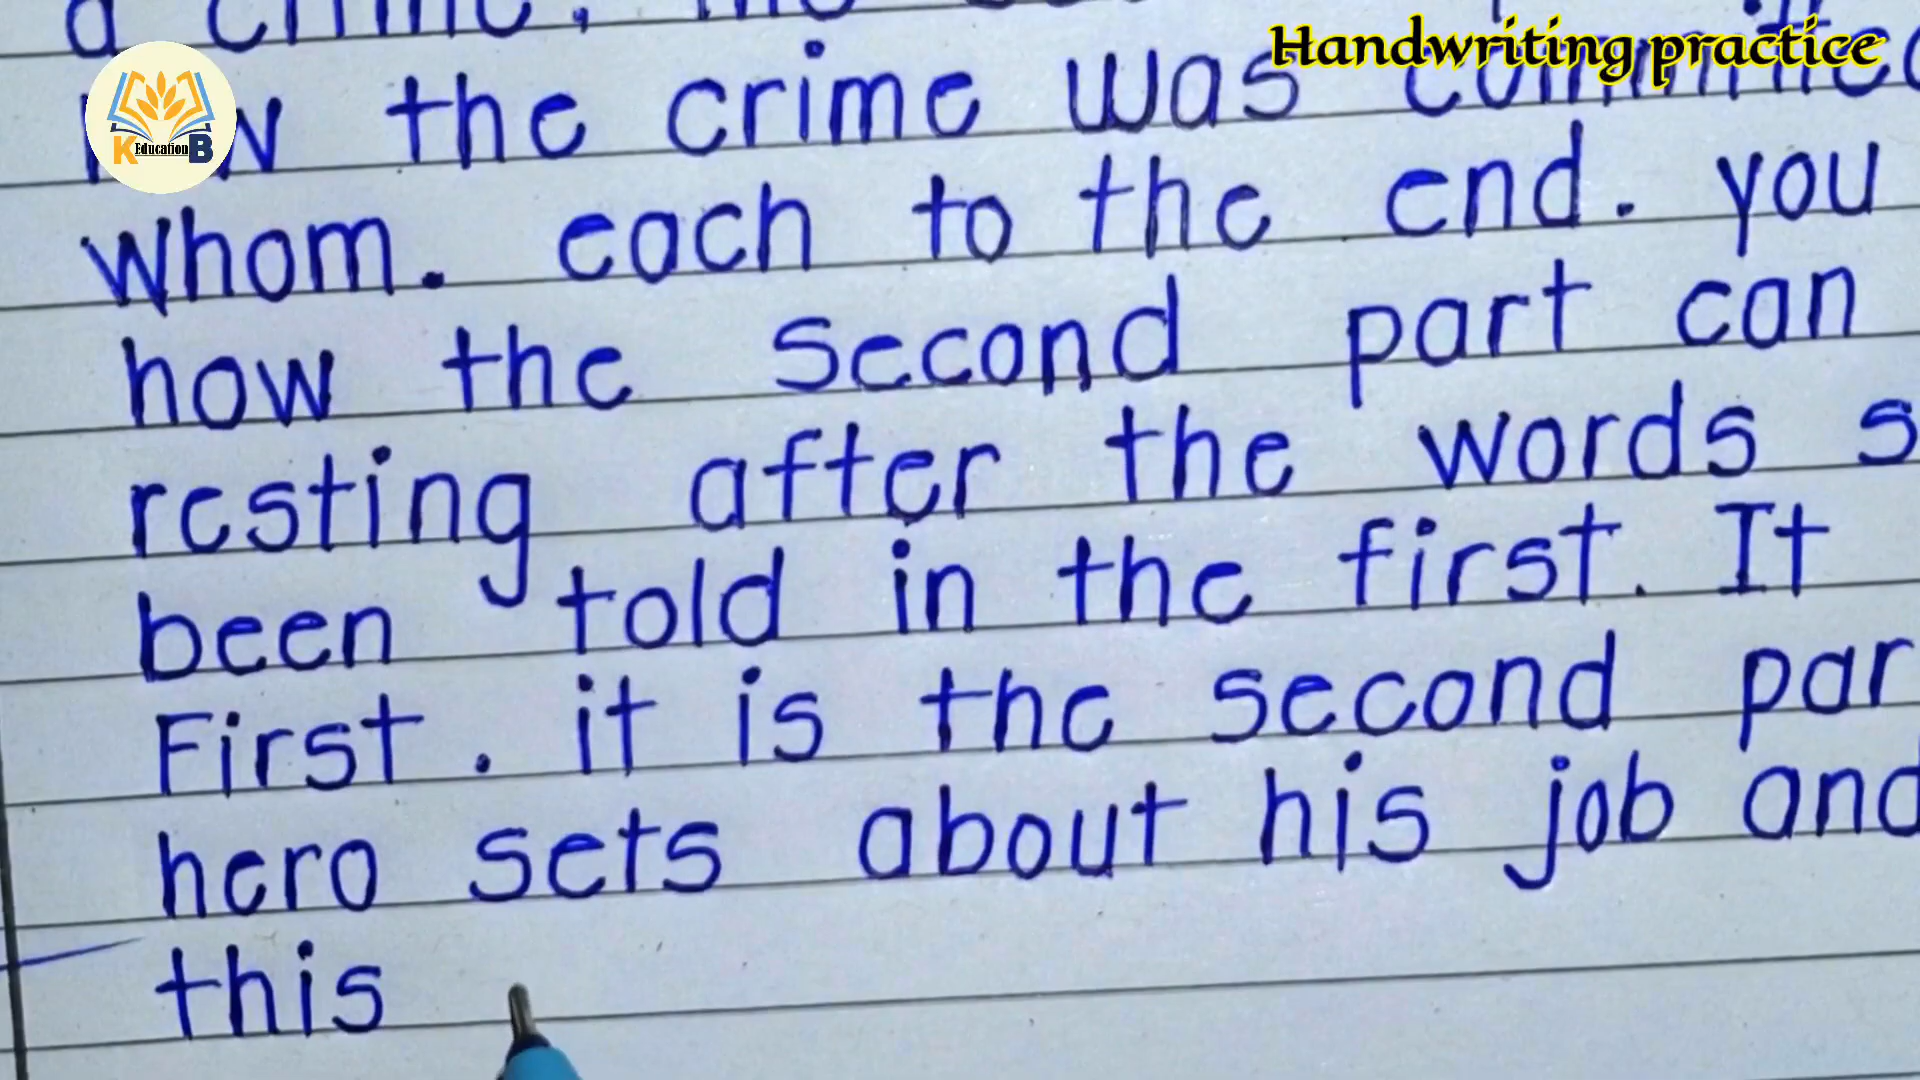 Handwriting practice
K Education B
a crime.
the crime was
whom. each to the end. you
how the second part can
resting after the words s
been told in the first. It
First. it is the second par
hero sets about his job and
this